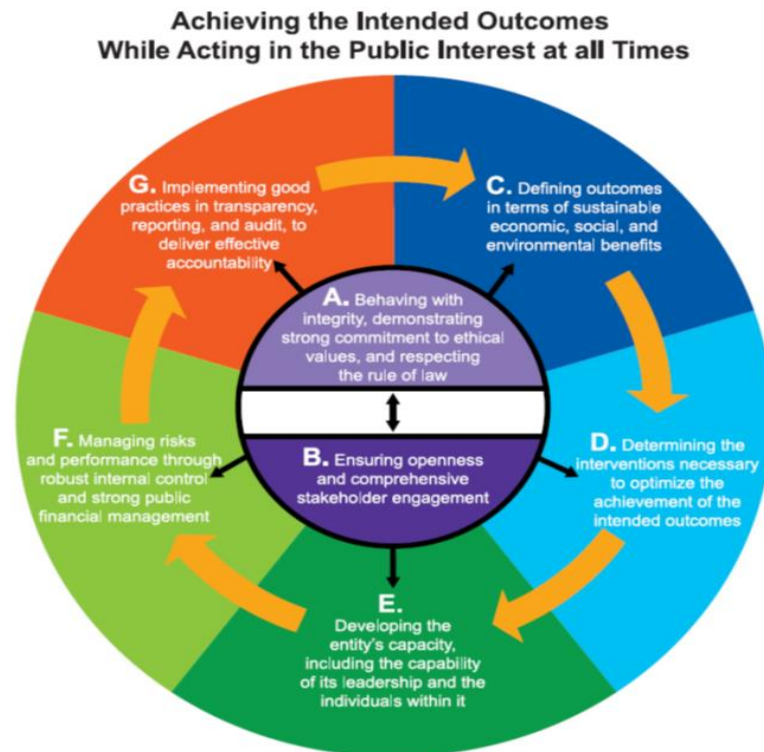 Achieving the Intended Outcomes
While Acting in the Public Interest at all Times
A. Behaving with
integrity, demonstrating
strong commitment to ethical
values, and respecting
the rule of law
B. Ensuring openness
and comprehensive
stakeholder engagement
C. Defining outcomes
in terms of sustainable
economic, social, and
environmental benefits
D. Determining the
interventions necessary
to optimize the
achievement of the
intended outcomes
E.
Developing the
entity's capacity,
including the capability
of its leadership and the
individuals within it
F. Managing risks
and performance through
robust internal control
and strong public
financial management
G. Implementing good
practices in transparency,
reporting, and audit, to
deliver effective
accountability